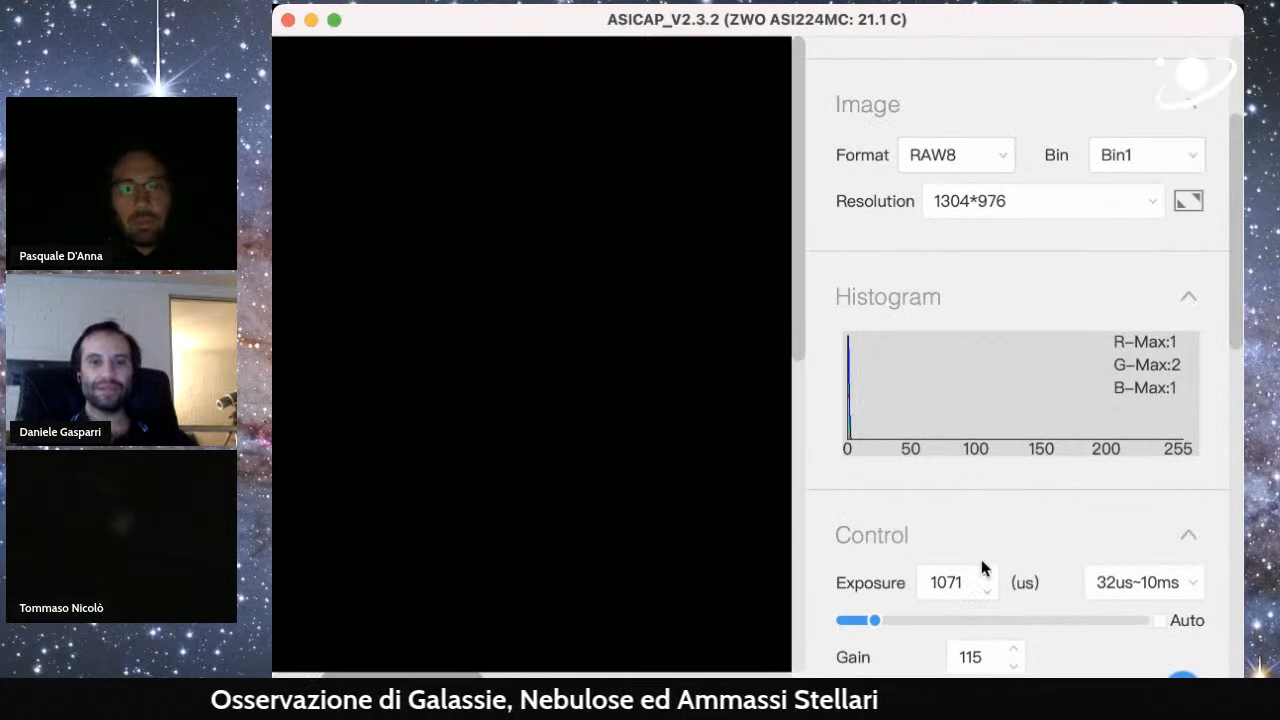 ASICAP_V2.3.2 (ZWO ASI224MC: 21.1 C)
Image
Format RAW8 Bin Bin1
Resolution 1304*976
Histogram
R-Max:1
G-Max:2
B-Max:1
0 50 100 150 200 255
Control
Exposure 1071 (us) 32us~10ms
Auto
Gain 115
Pasquale D'Anna
Daniele Gasparri
Tommaso Nicolò
Osservazione di Galassie, Nebulose ed Ammassi Stellari